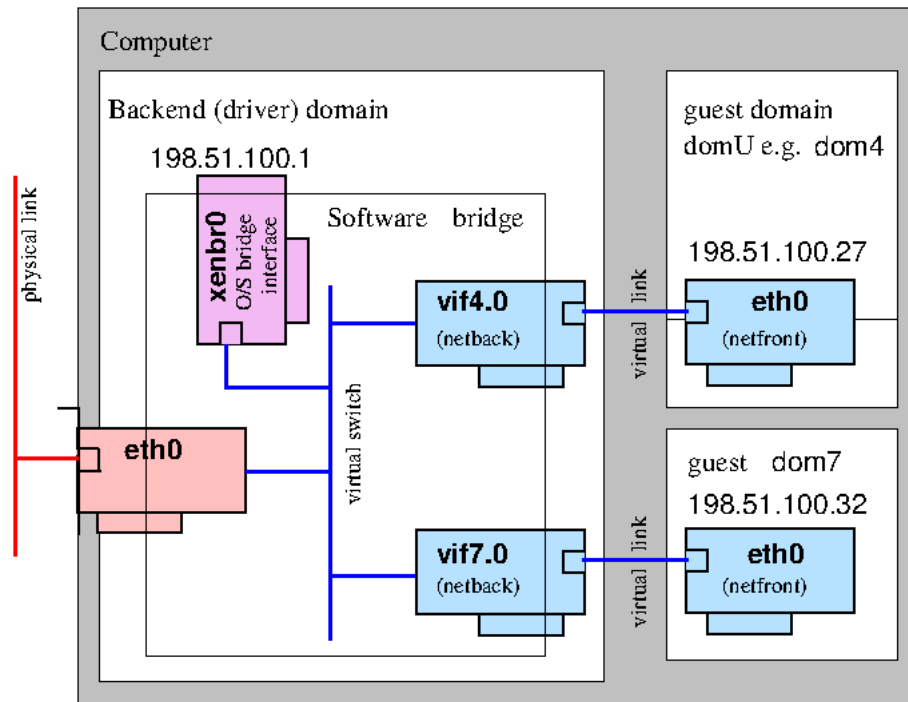 Computer
Backend (driver) domain
198.51.100.1
xenbr0
O/S bridge
interface
Software bridge
physical link
eth0
virtual switch
vif4.0
(netback)
vif7.0
(netback)
virtual link
virtual link
guest domain
domU e.g. dom4
198.51.100.27
eth0
(netfront)
guest dom7
198.51.100.32
eth0
(netfront)